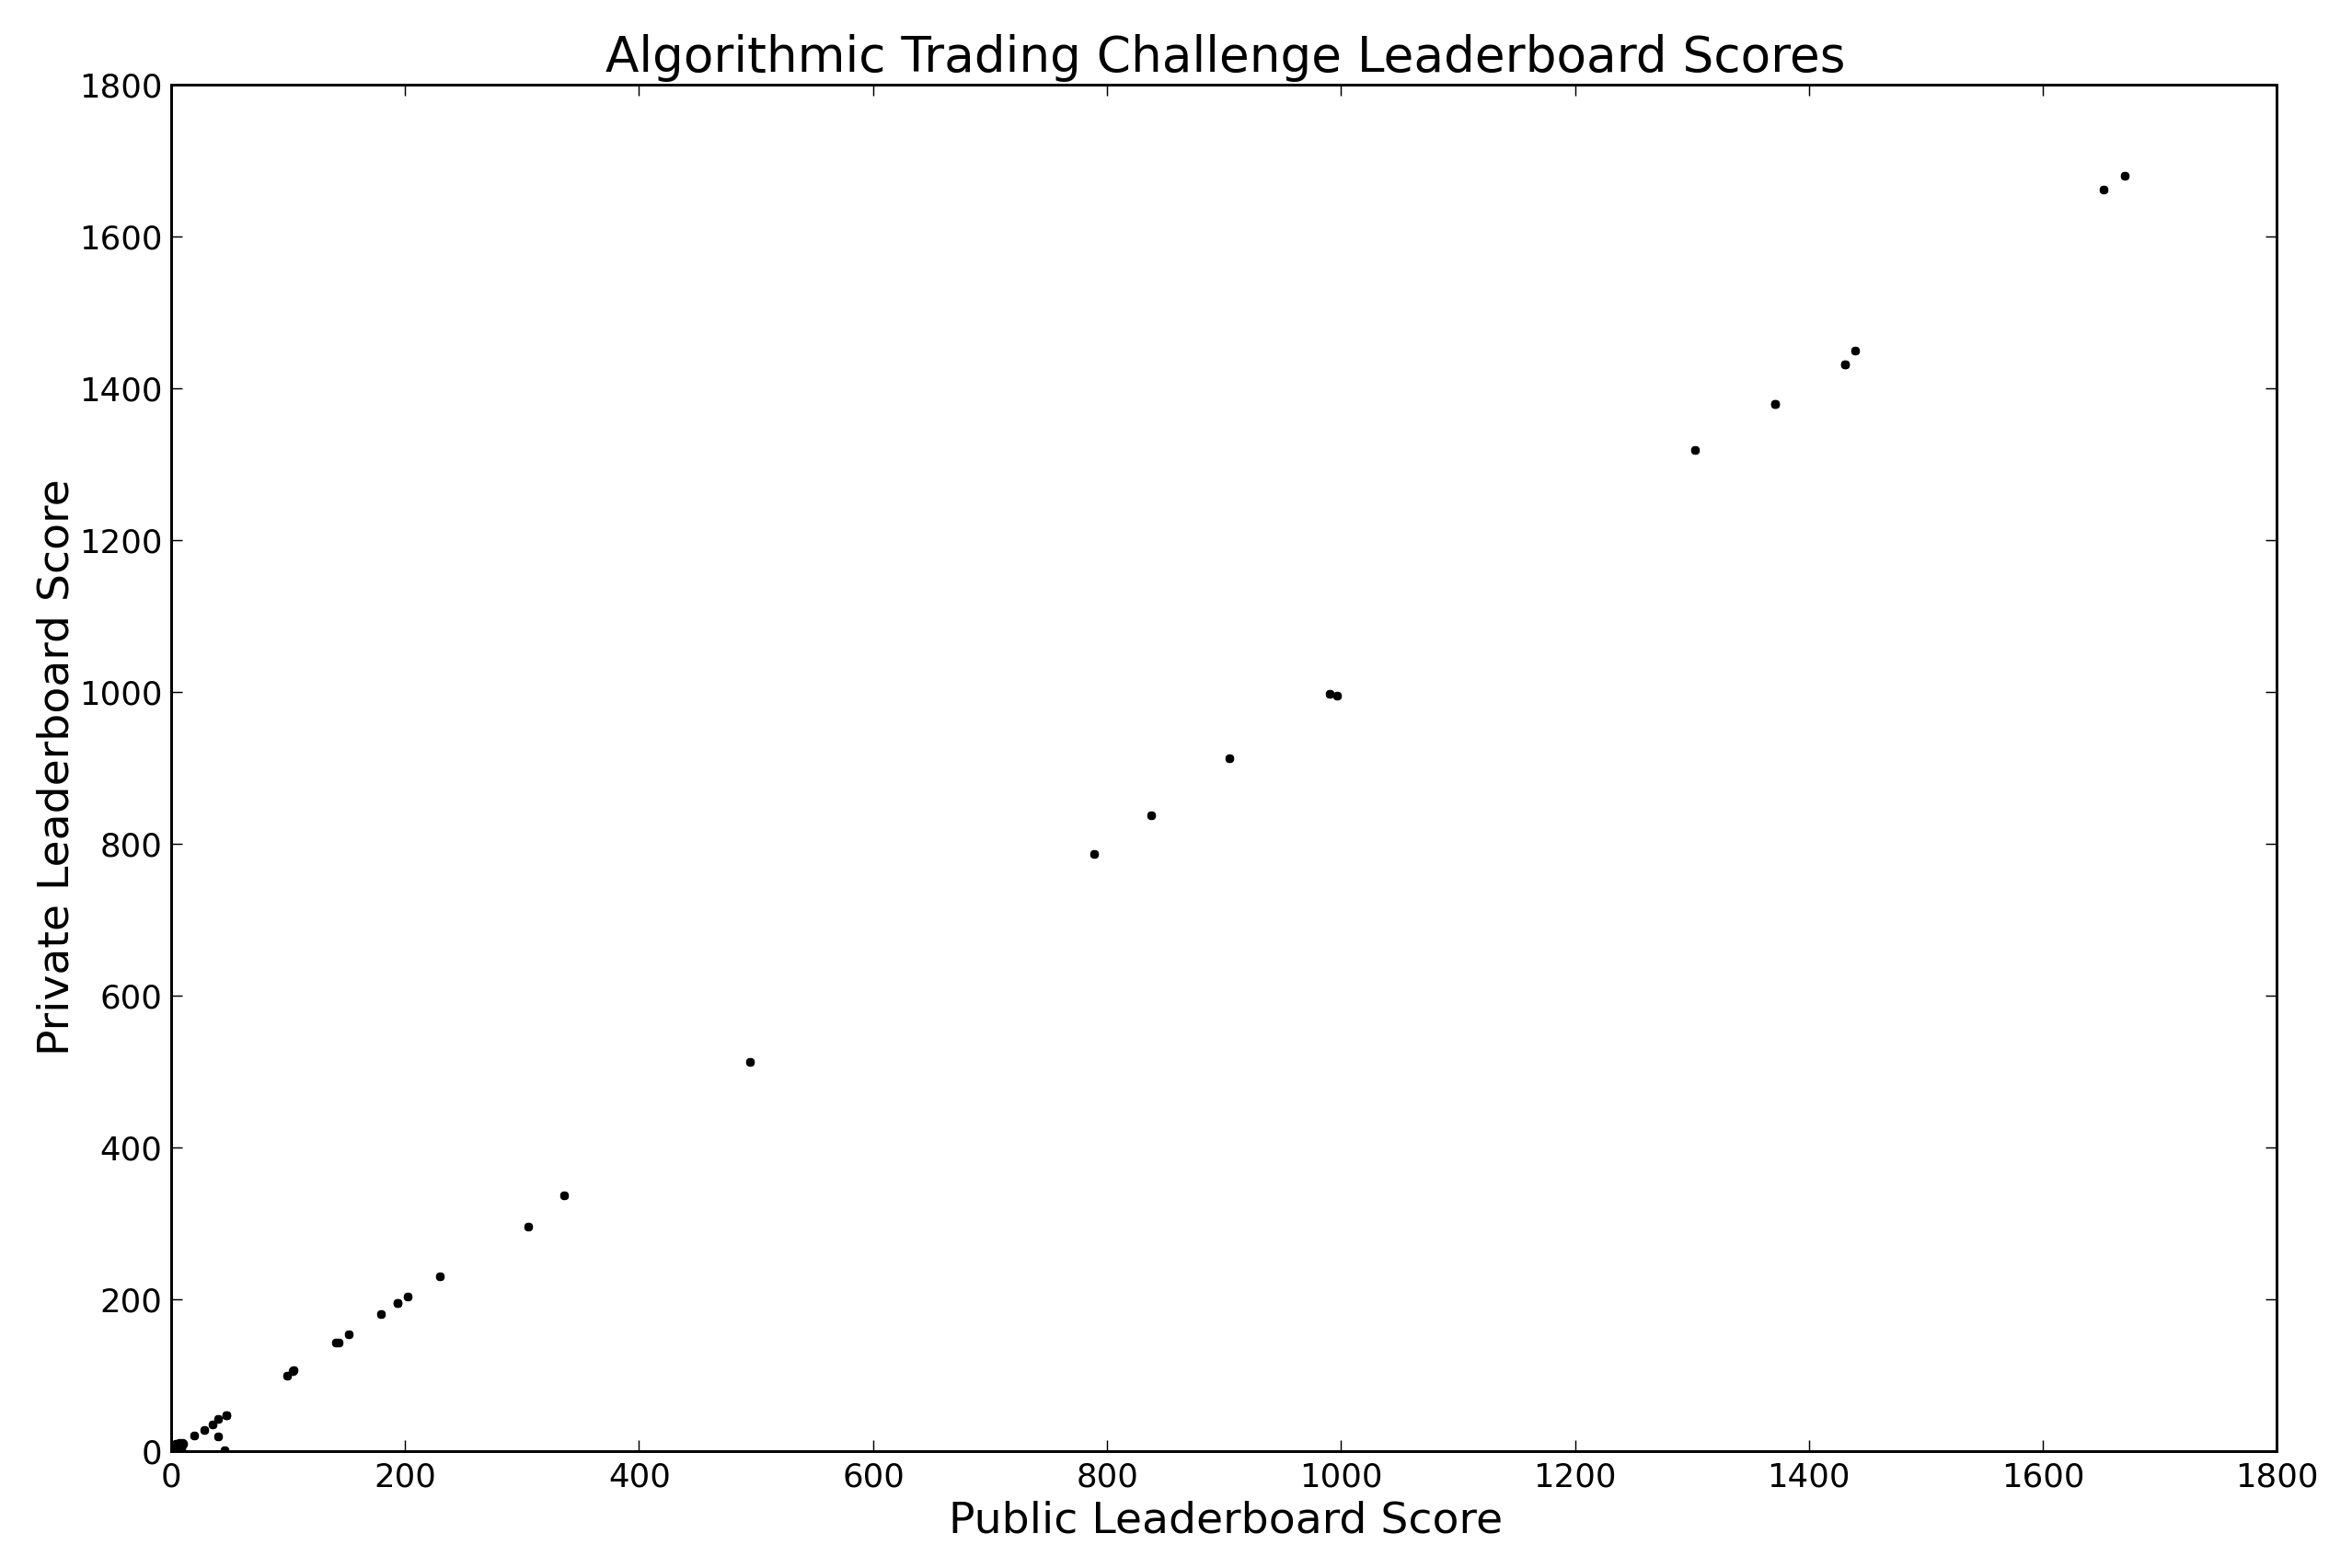 Algorithmic Trading Challenge Leaderboard Scores
1800
1600
1400
1200
1000
800
600
400
200
0
Private Leaderboard Score
0 200 400 600 800 1000 1200 1400 1600 1800
Public Leaderboard Score